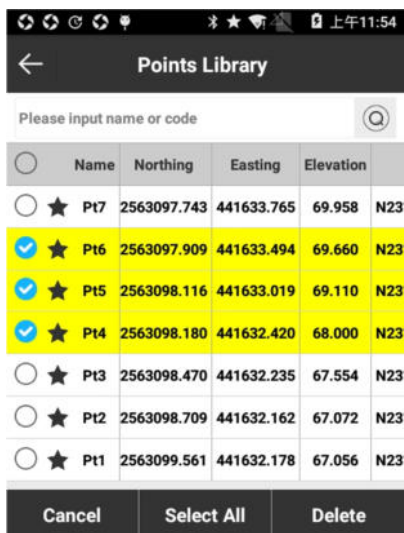 上午11:54
Points Library
Please input name or code
Name Northing Easting Elevation
Pt7 2563097.743 441633.765 69.958 N23
Pt6 2563097.909 441633.494 69.660 N23
Pt5 2563098.116 441633.019 69.110 N23
Pt4 2563098.180 441632.420 68.000 N23
Pt3 2563098.470 441632.235 67.554 N23
Pt2 2563098.709 441632.162 67.072 N23
Pt1 2563099.561 441632.178 67.056 N23
Cancel Select All Delete